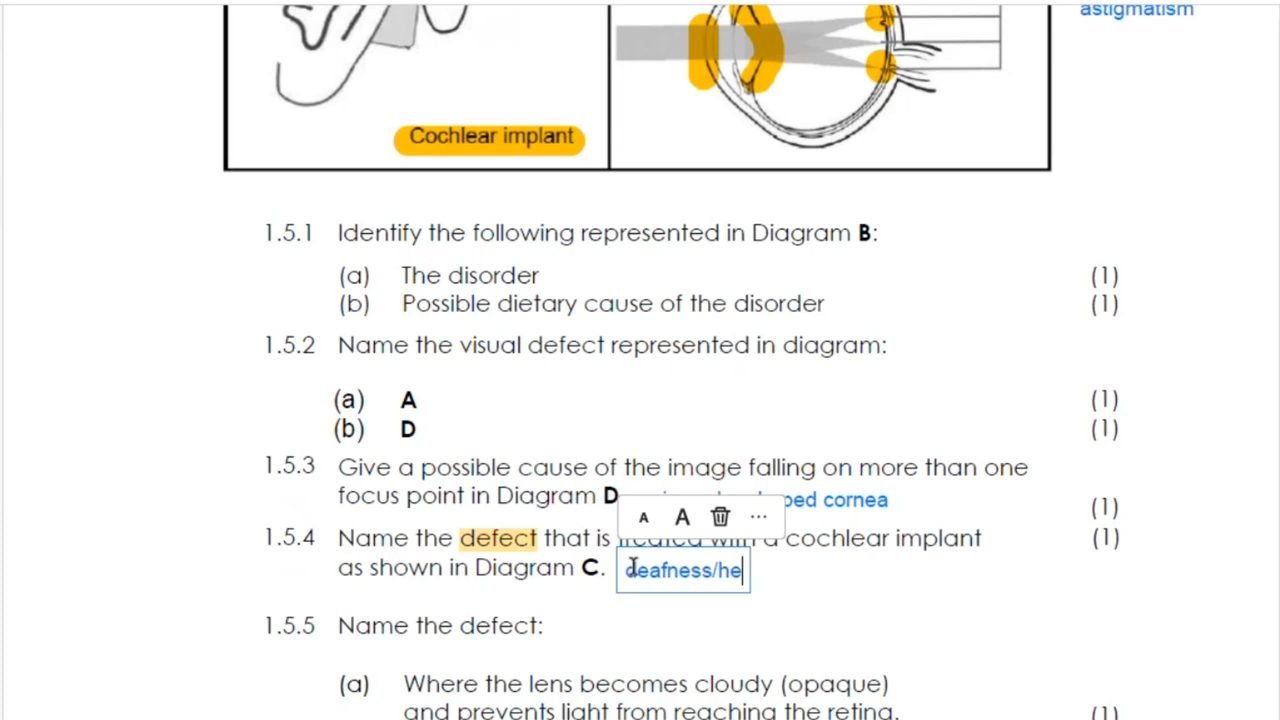 astigmatism
Cochlear implant
1.5.1 Identify the following represented in Diagram B:
(a) The disorder (1)
(b) Possible dietary cause of the disorder (1)
1.5.2 Name the visual defect represented in diagram:
(a) A (1)
(b) D (1)
1.5.3 Give a possible cause of the image falling on more than one
focus point in Diagram D cornea (1)
1.5.4 Name the defect that is treated with a cochlear implant (1)
as shown in Diagram C. deafness/he
1.5.5 Name the defect:
(a) Where the lens becomes cloudy (opaque)
and prevents light from reaching the retina. (1)